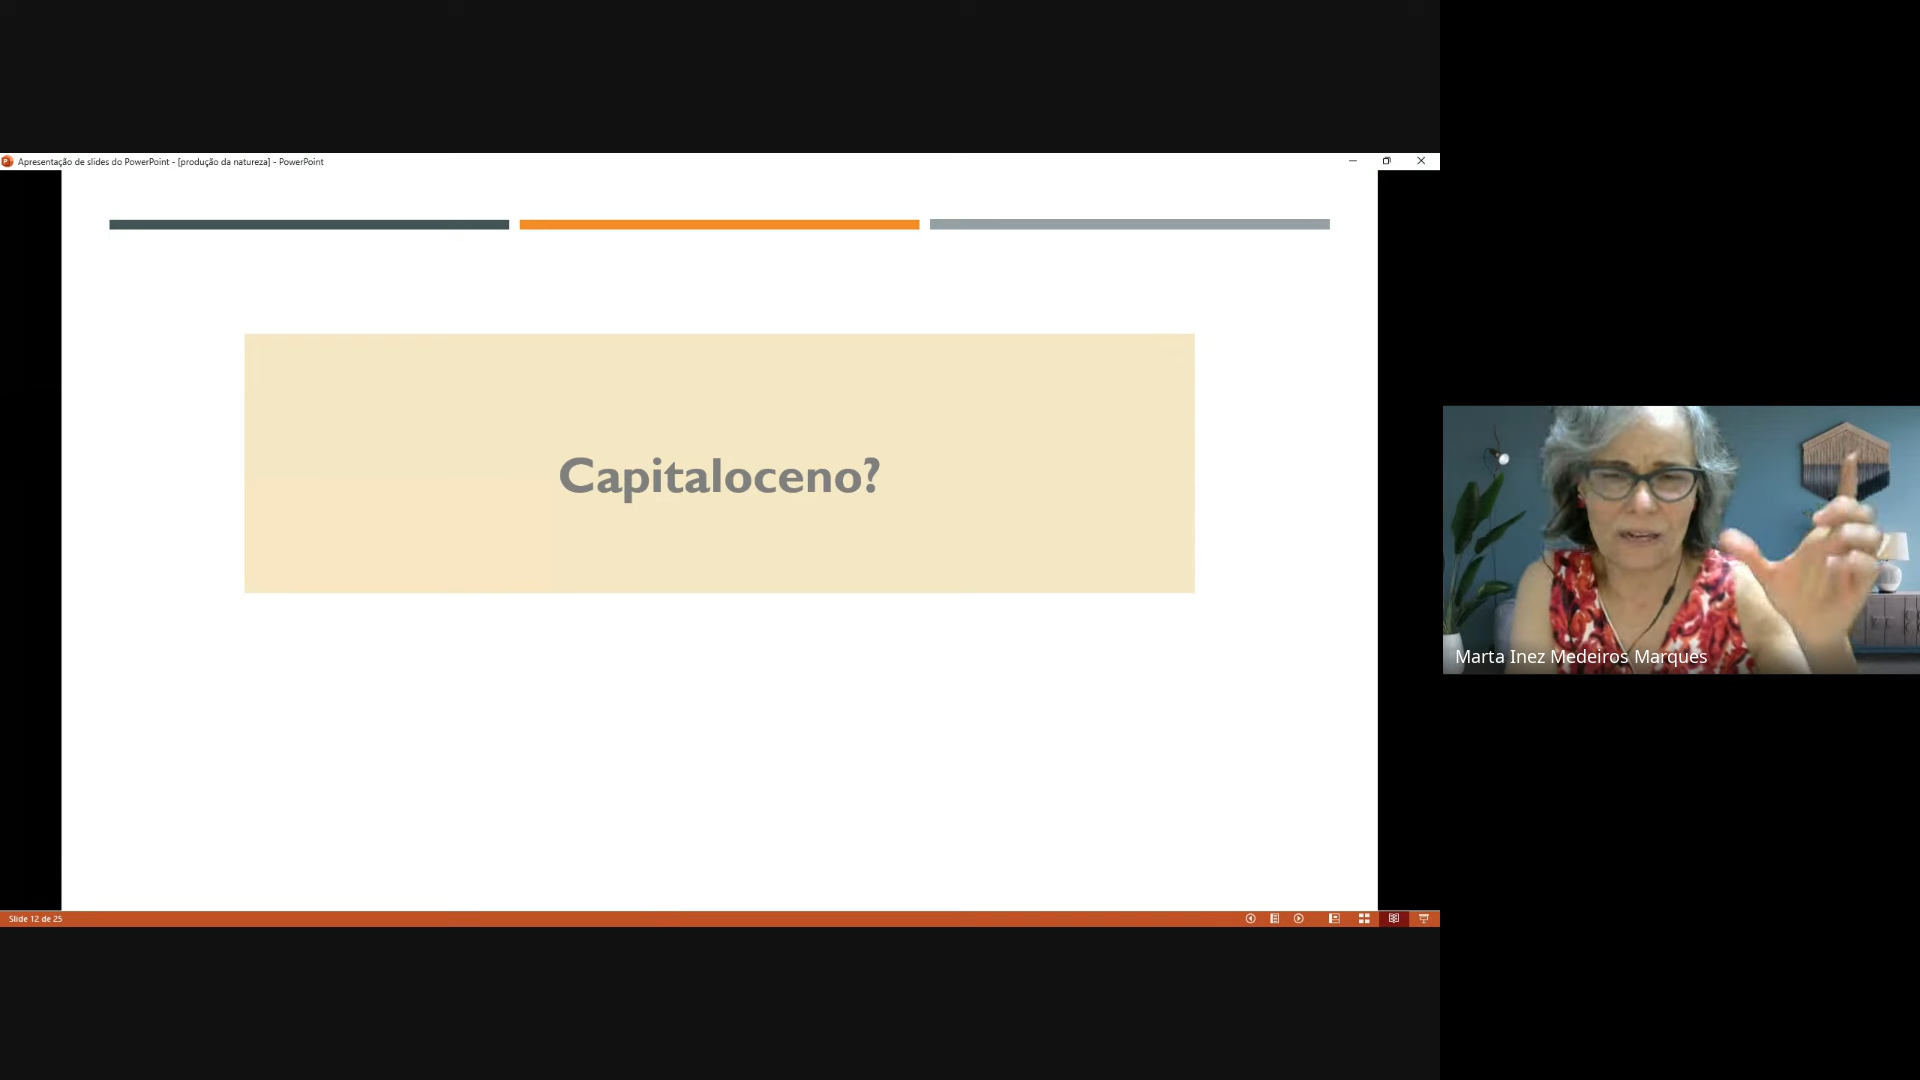 Apresentação de slides do PowerPoint - [produção da natureza] - PowerPoint
Capitaloceno?
Marta Inez Medeiros Marques
Slide 12 de 25